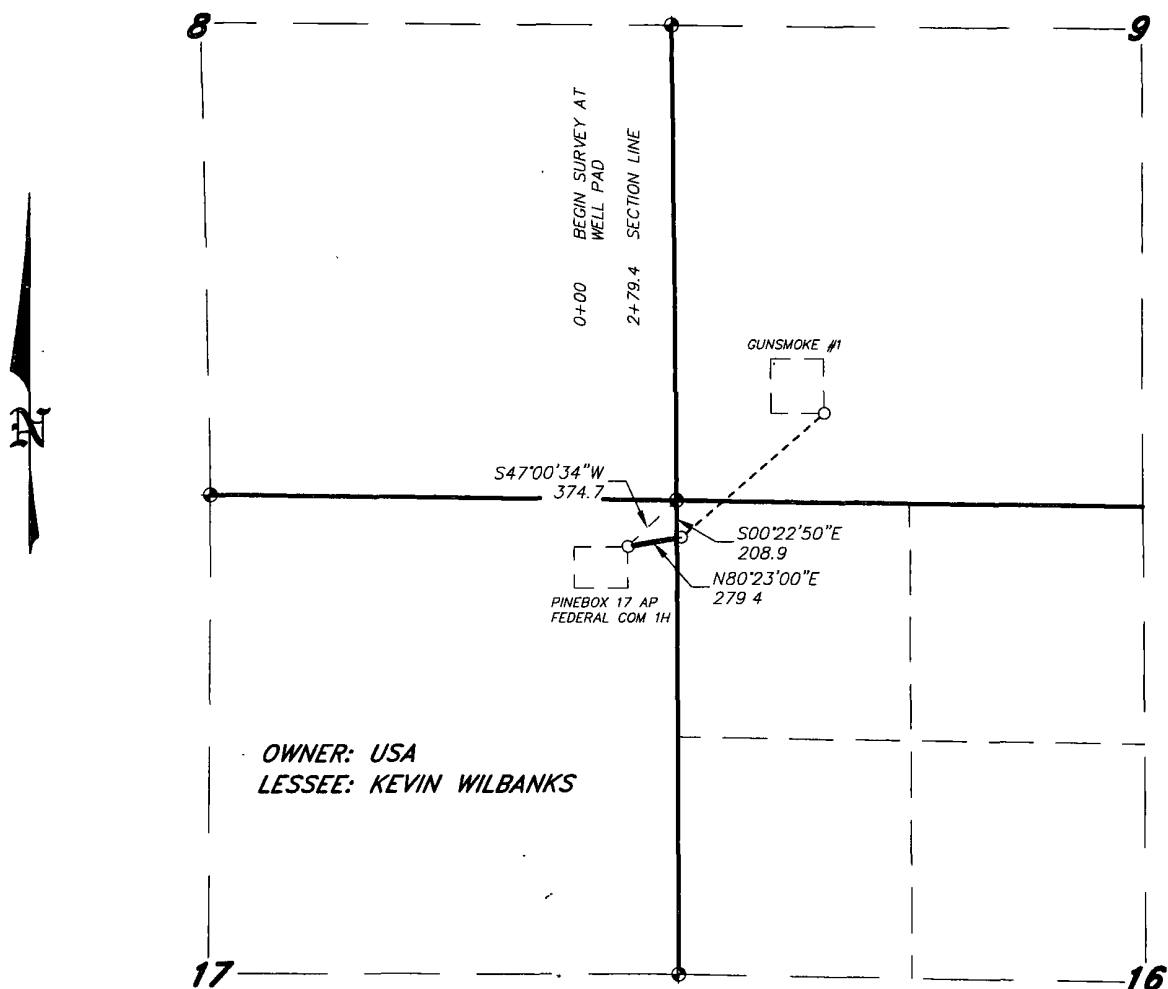 8
9
0+00 BEGIN SURVEY AT
WELL PAD
2+79.4 SECTION LINE
GUNSMOKE #1
N
S47°00'34"W
374.7
S00°22'50"E
208.9
N80°23'00"E
279 4
PINEBOX 17 AP
FEDERAL COM 1H
OWNER: USA
LESSEE: KEVIN WILBANKS
17
16